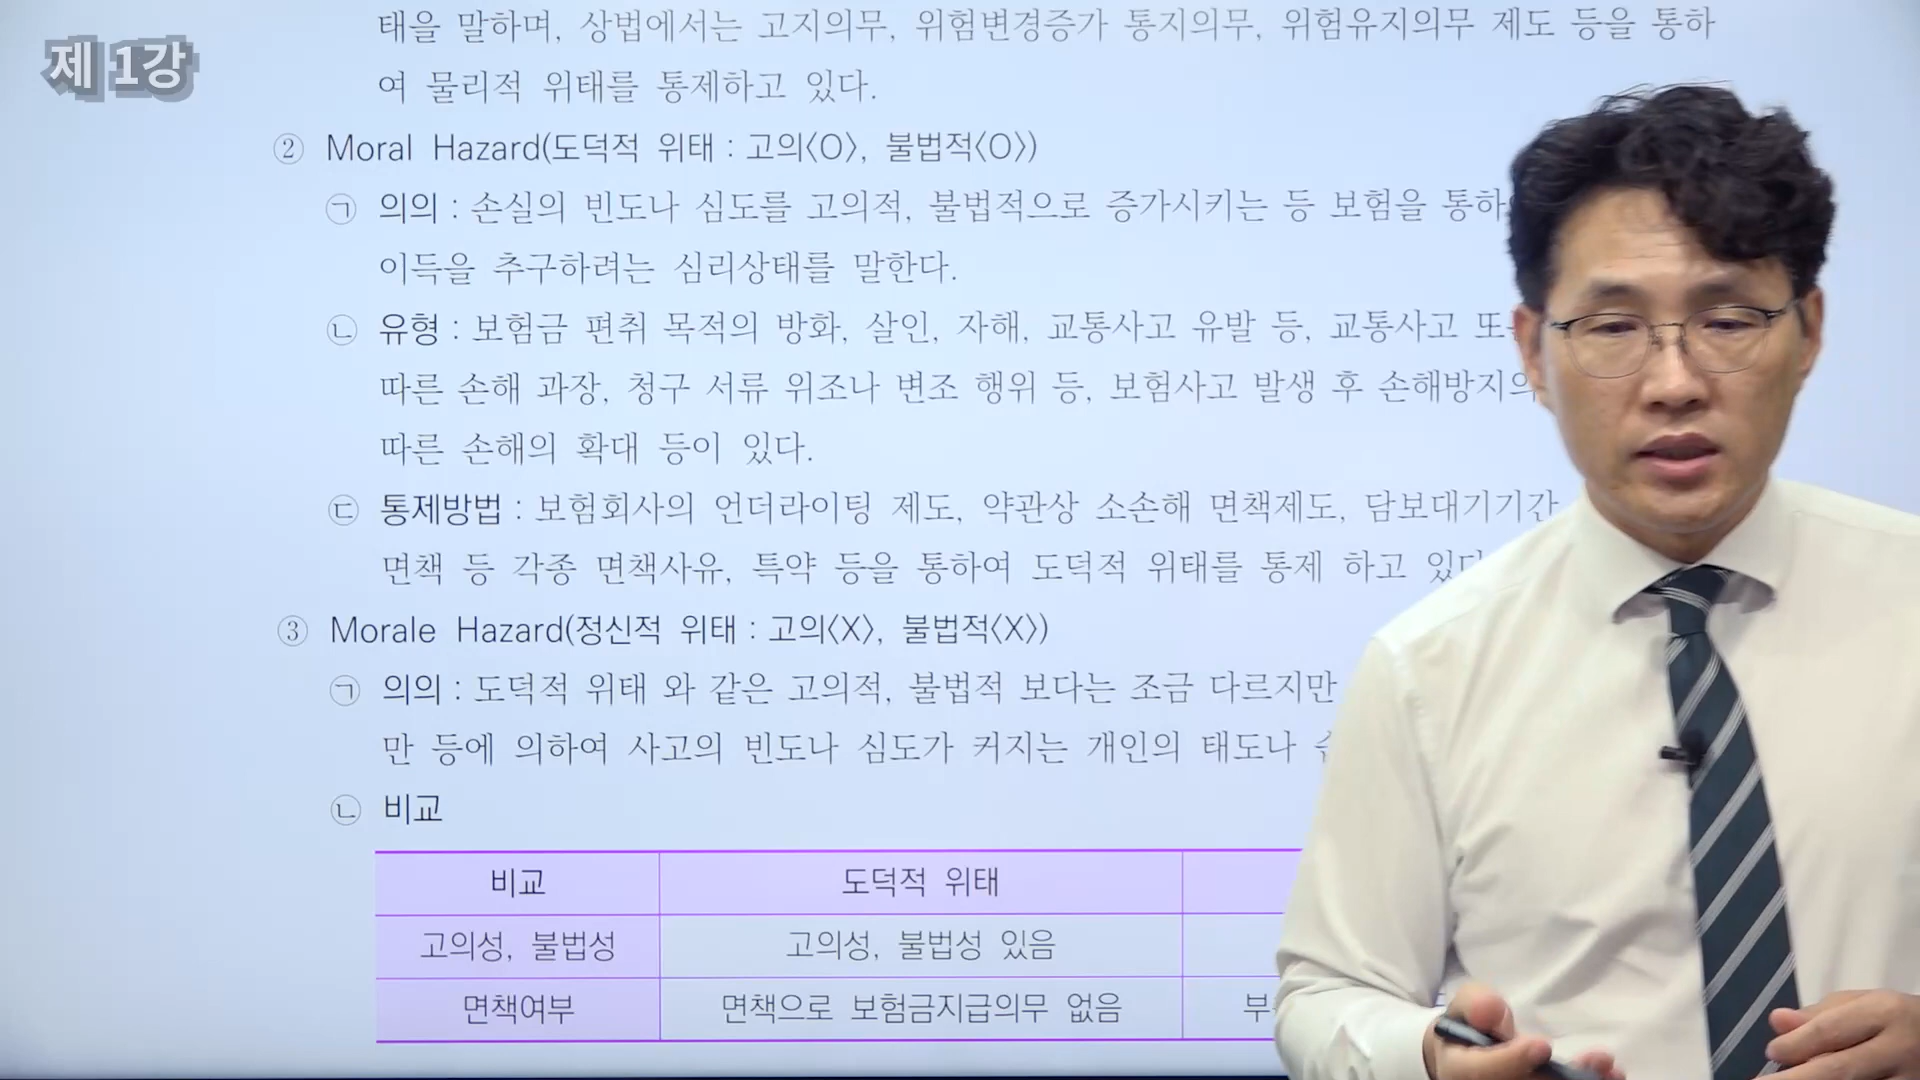 제 1강
태을 말하며, 상법에서는 고지의무, 위험변경증가 통지의무, 위험유지의무 제도 등을 통하
여 물리적 위태를 통제하고 있다.
② Moral Hazard(도덕적 위태 : 고의〈O〉, 불법적〈O〉)
㉠ 의의 : 손실의 빈도나 심도를 고의적, 불법적으로 증가시키는 등 보험을 통하
이득을 추구하려는 심리상태를 말한다.
㉡ 유형 : 보험금 편취 목적의 방화, 살인, 자해, 교통사고 유발 등, 교통사고
따른 손해 과장, 청구 서류 위조나 변조 행위 등, 보험사고 발생 후 손해방지의
따른 손해의 확대 등이 있다.
㉢ 통제방법 : 보험회사의 언더라이팅 제도, 약관상 소손해 면책제도, 담보대기기간
면책 등 각종 면책사유, 특약 등을 통하여 도덕적 위태를 통제 하고
③ Morale Hazard(정신적 위태 : 고의〈X〉, 불법적〈X〉)
㉠ 의의 : 도덕적 위태 와 같은 고의적, 불법적 보다는 조금 다르지만
만 등에 의하여 사고의 빈도나 심도가 커지는 개인의 태도나
㉡ 비교
비교 도덕적 위태
고의성, 불법성 고의성, 불법성 있음
면책여부 면책으로 보험금지급의무 없음 부